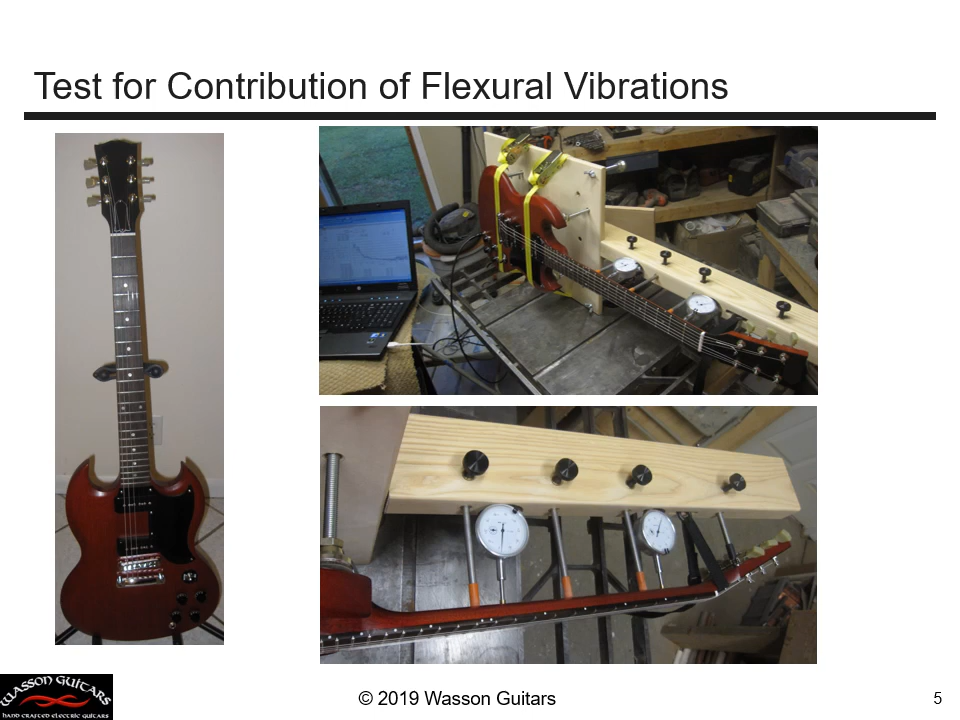 Test for Contribution of Flexural Vibrations
WASSON GUITARS
HAND CRAFTED ELECTRIC GUITARS
© 2019 Wasson Guitars
5